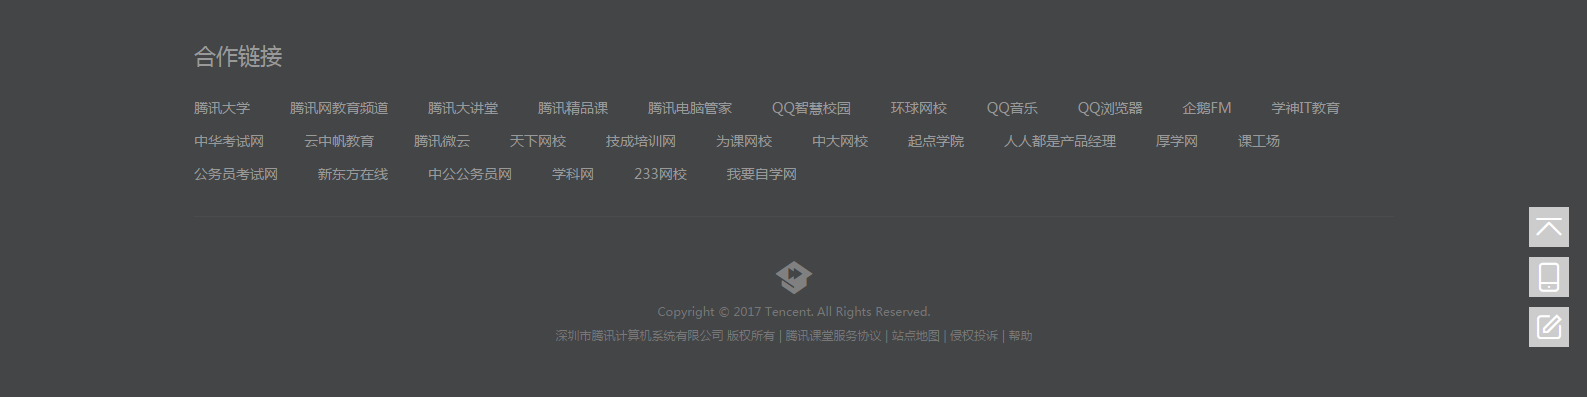 合作链接
腾讯大学 腾讯网教育频道 腾讯大讲堂 腾讯精品课 腾讯电脑管家 QQ智慧校园 环球网校 QQ音乐 QQ浏览器 企鹅FM 学神IT教育
中华考试网 云中帆教育 腾讯微云 天下网校 技成培训网 为课网校 中大网校 起点学院 人人都是产品经理 厚学网 课工场
公务员考试网 新东方在线 中公公务员网 学科网 233网校 我要自学网
Copyright © 2017 Tencent. All Rights Reserved.
深圳市腾讯计算机系统有限公司 版权所有 | 腾讯课堂服务协议 | 站点地图 | 侵权投诉 | 帮助